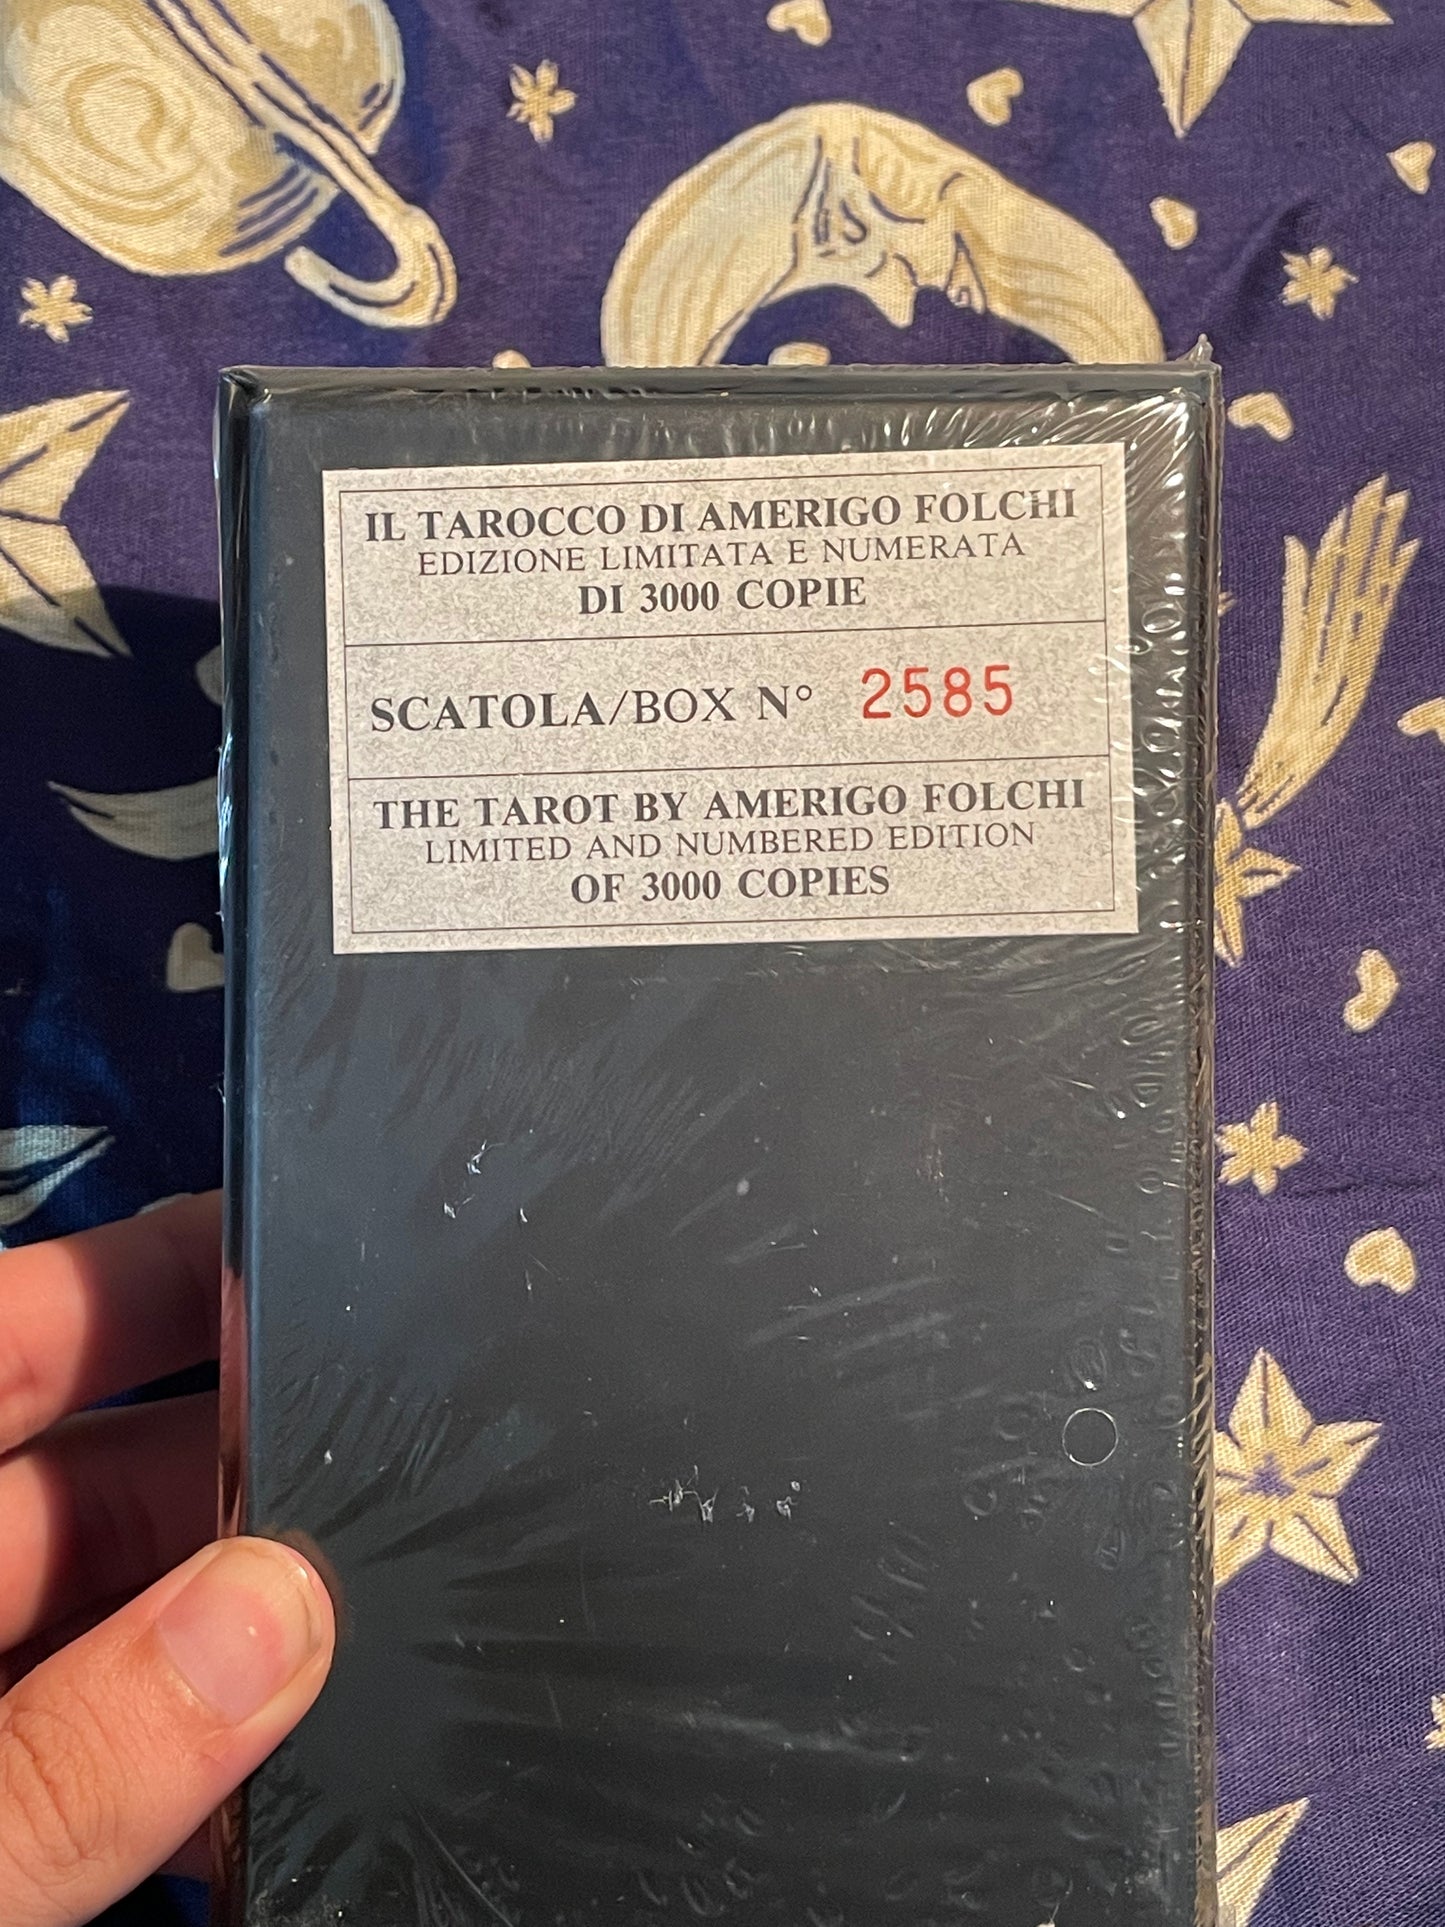 IL TAROCCO DI AMERIGO FOLCHI
EDIZIONE LIMITATA E NUMERATA
DI 3000 COPIE
SCATOLA/BOX N° 2585
THE TAROT BY AMERIGO FOLCHI
LIMITED AND NUMBERED EDITION
OF 3000 COPIES